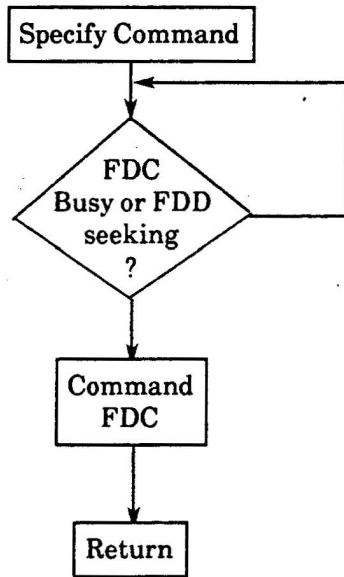 Specify Command
FDC
Busy or FDD
seeking
?
Command
FDC
Return